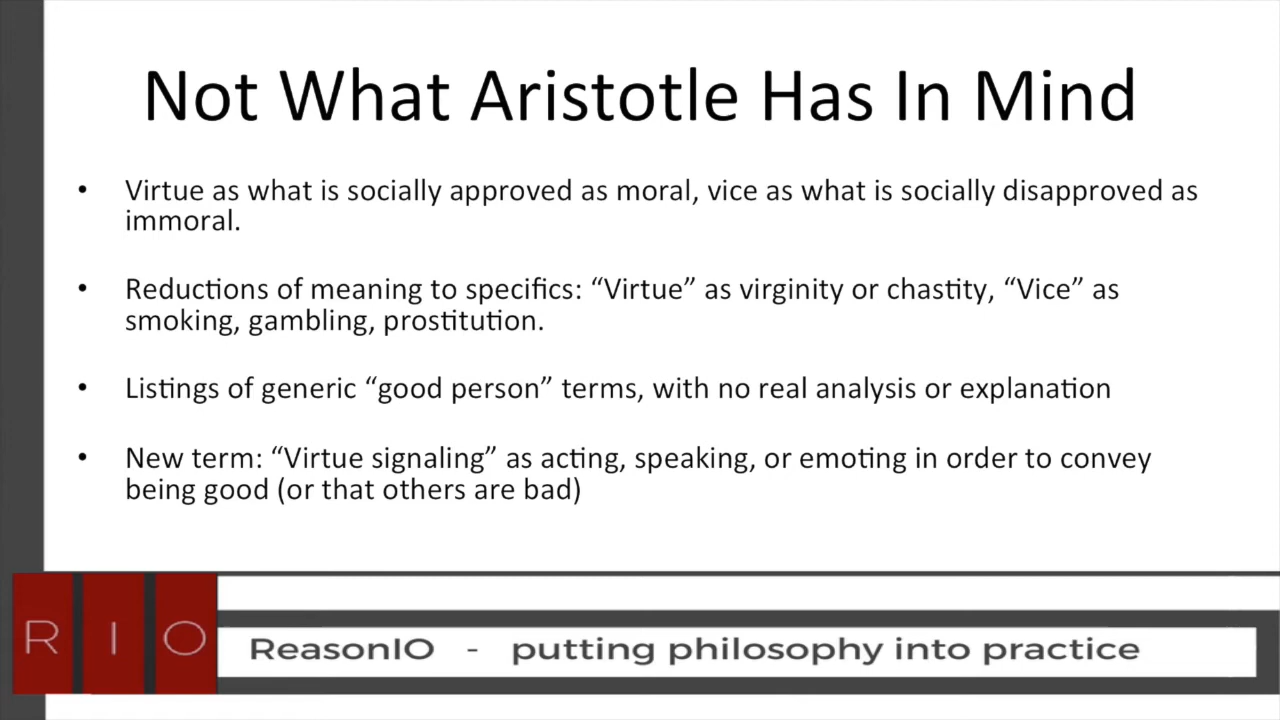 Not What Aristotle Has In Mind
• Virtue as what is socially approved as moral, vice as what is socially disapproved as
immoral.
• Reductions of meaning to specifics: “Virtue” as virginity or chastity, “Vice” as
smoking, gambling, prostitution.
• Listings of generic “good person” terms, with no real analysis or explanation
• New term: “Virtue signaling” as acting, speaking, or emoting in order to convey
being good (or that others are bad)
R I O
ReasonIO - putting philosophy into practice